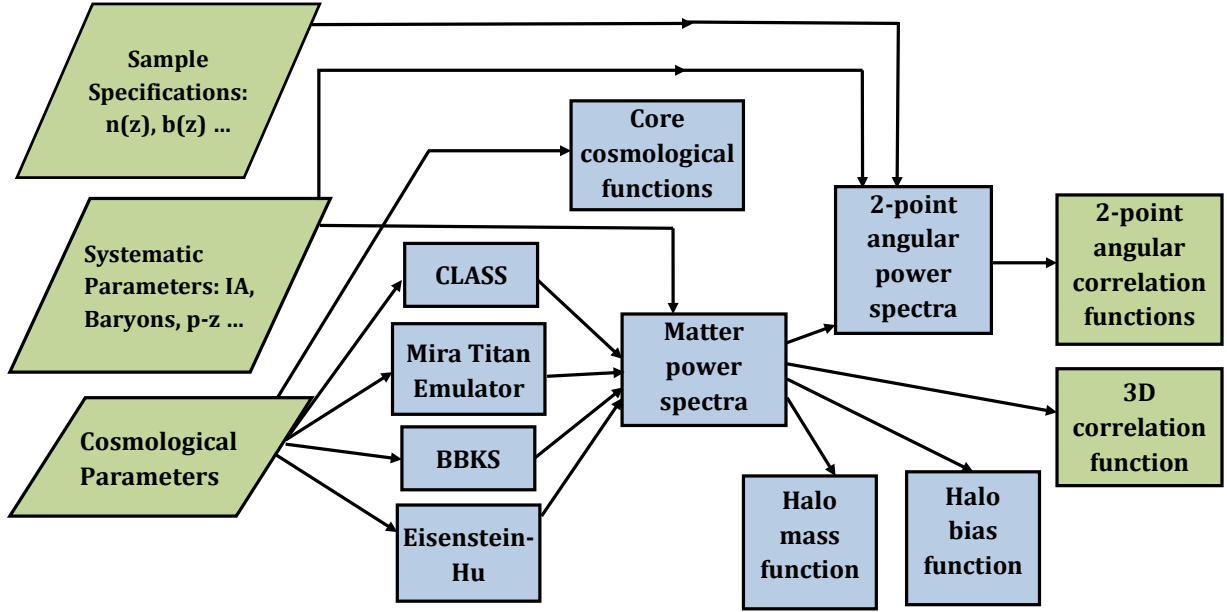 Sample
Specifications:
n(z), b(z) ...
Core
cosmological
functions
Systematic
Parameters: IA,
Baryons, p-z ...
2-point
angular
power
spectra
2-point
angular
correlation
functions
CLASS
Mira Titan
Emulator
Matter
power
spectra
Cosmological
Parameters
BBKS
3D
correlation
function
Eisenstein-
Hu
Halo
mass
function
Halo
bias
function